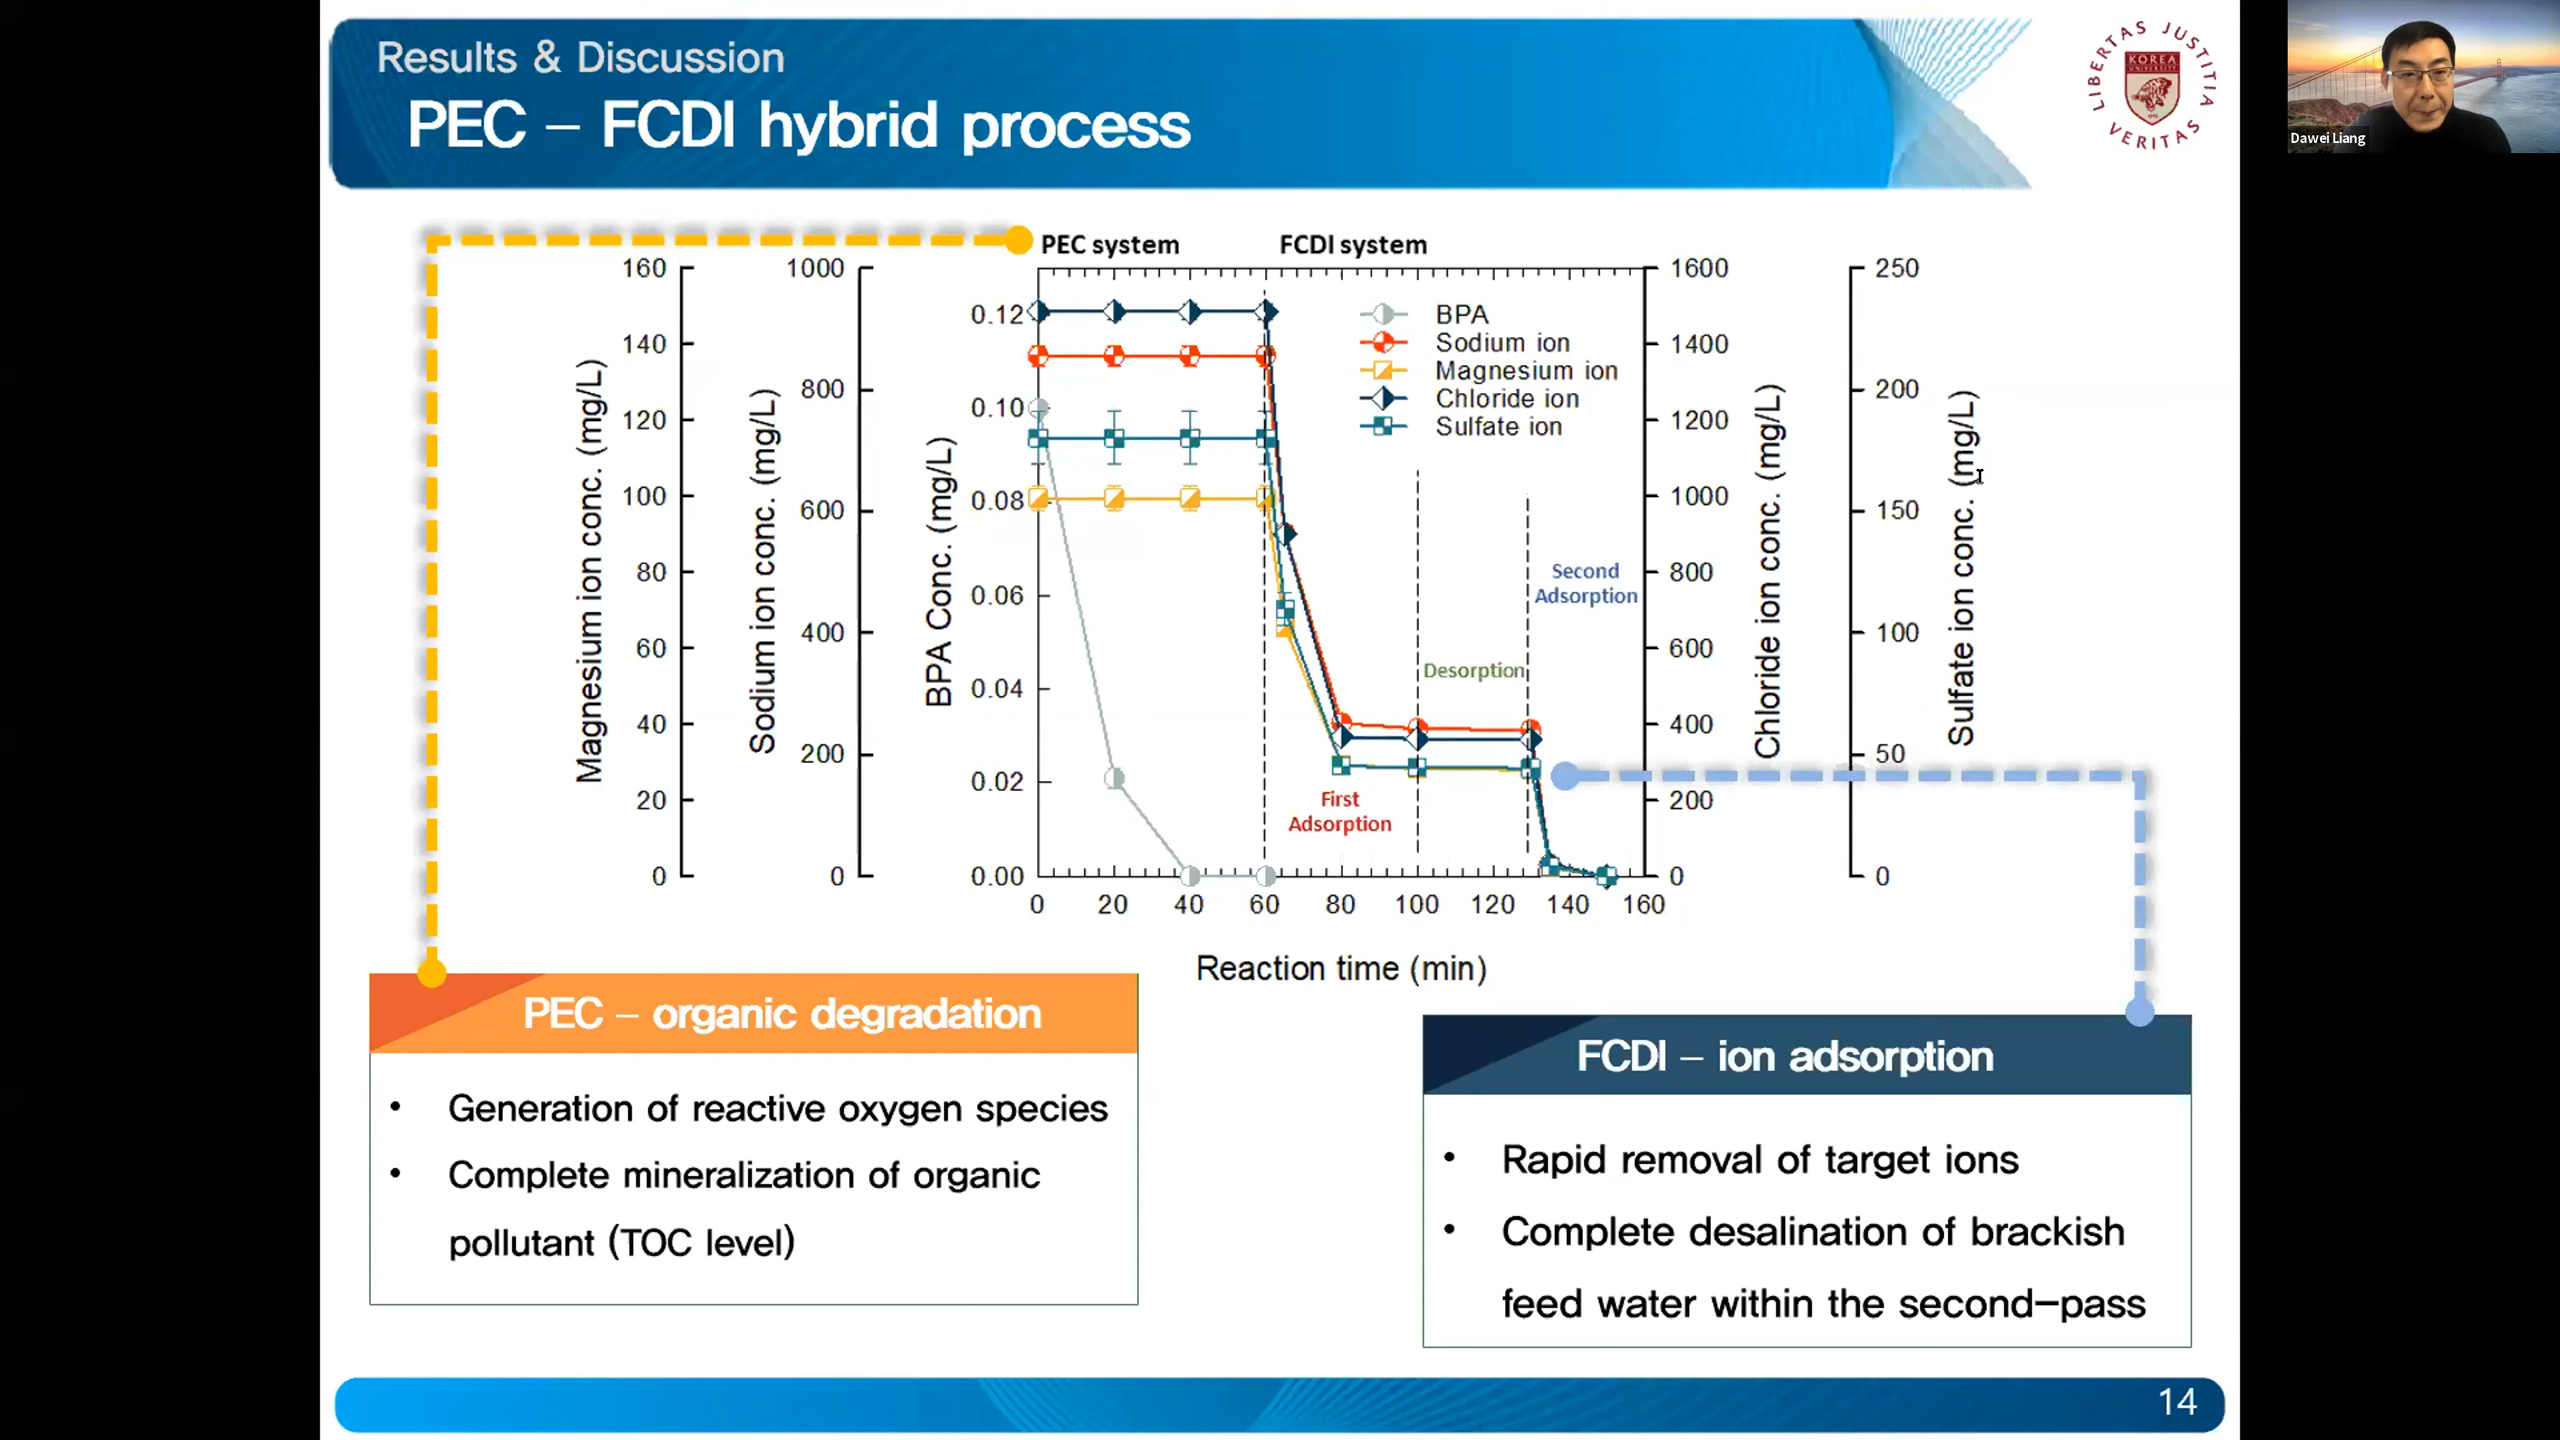 Results & Discussion
PEC – FCDI hybrid process
LIBERTAS JUSTITIA VERITAS
KOREA
UNIVERSITY
Dawei Liang
PEC system
FCDI system
160
140
120
100
80
60
40
20
0
Magnesium ion conc. (mg/L)
1000
800
600
400
200
0
Sodium ion conc. (mg/L)
0.12
0.10
0.08
0.06
0.04
0.02
0.00
BPA Conc. (mg/L)
BPA
Sodium ion
Magnesium ion
Chloride ion
Sulfate ion
First
Adsorption
Desorption
Second
Adsorption
0 20 40 60 80 100 120 140 160
Reaction time (min)
1600
1400
1200
1000
800
600
400
200
0
Chloride ion conc. (mg/L)
250
200
150
100
50
0
Sulfate ion conc. (mg/L)
PEC – organic degradation
• Generation of reactive oxygen species
• Complete mineralization of organic
pollutant (TOC level)
FCDI – ion adsorption
• Rapid removal of target ions
• Complete desalination of brackish
feed water within the second–pass
14